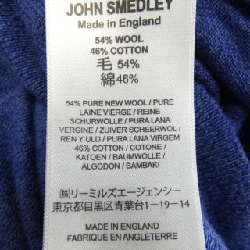 JOHN SMEDLEY
Made in England
54% WOOL
46% COTTON
毛 54%
綿46%
54% PURE NEW WOOL / PURE
LAINE VIERGE / REINE
SCHURWOLLE / PURA LANA
VERGINE / ZUIVER SCHEERWOL /
REN Y ULD / PURA LANA VIRGEM
46% COTTON / COTONE /
KATOEN / BAUMWOLLE /
ALGODON / BAMBAKI
㈱リーミルズエージェンシー
東京都目黒区青葉台1-19-14
MADE IN ENGLAND
FABRIQUE EN ANGLETERRE